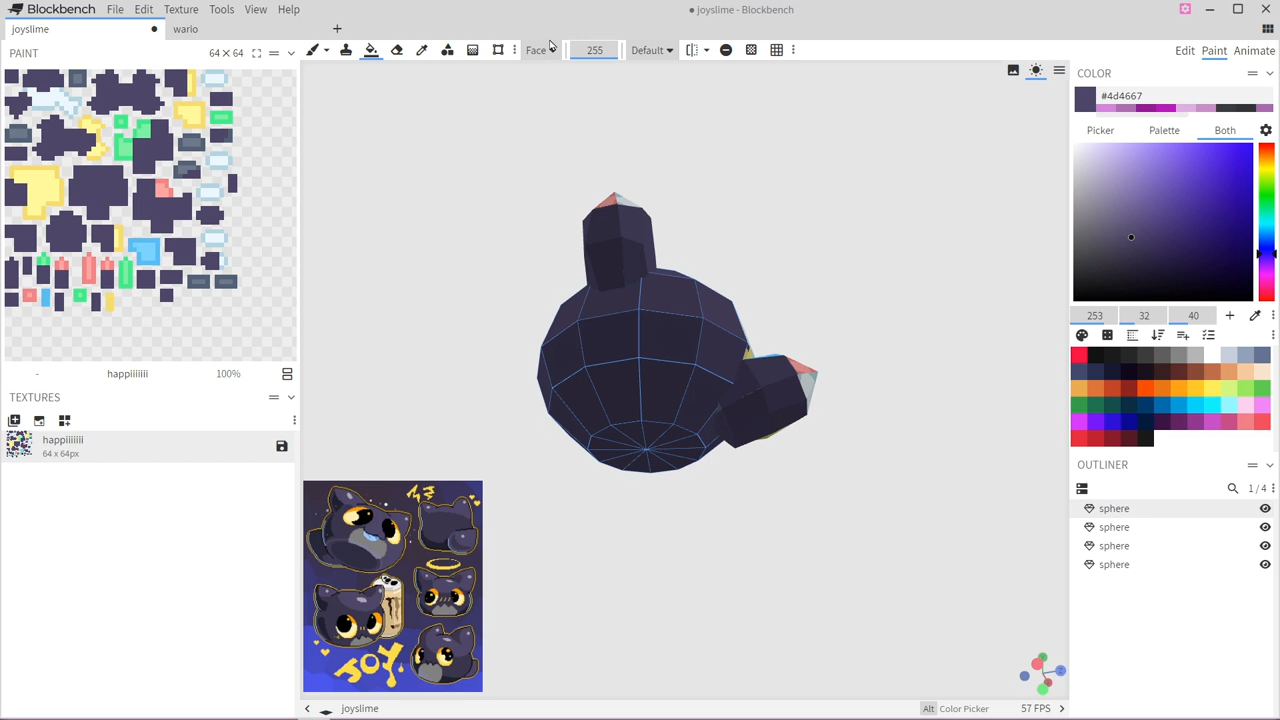 Blockbench File Edit Texture Tools View Help
joyslime - Blockbench
joyslime
wario
PAINT
64 × 64
Face
255
Default
Edit Paint Animate
COLOR
#4d4667
Picker Palette Both
253 32 40
- happiiiiiii 100%
TEXTURES
happiiiiiii
64 x 64px
OUTLINER
1 / 4
sphere
sphere
sphere
sphere
JOY
joyslime
Alt Color Picker 57 FPS